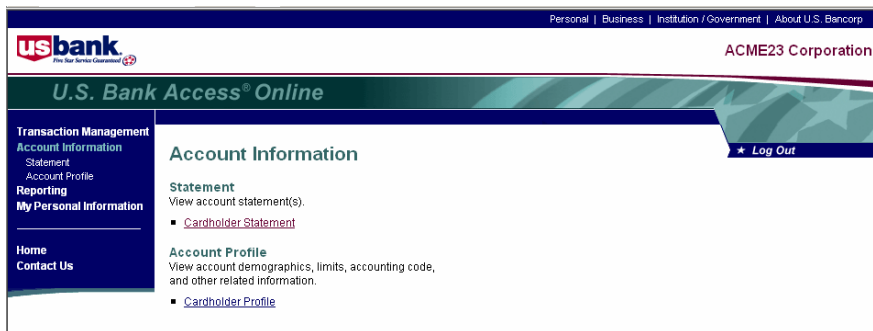 Personal | Business | Institution / Government | About U.S. Bancorp
usbank.
Five Star Service Guaranteed
ACME23 Corporation
U.S. Bank Access® Online
Transaction Management
Account Information
Statement
Account Profile
Reporting
My Personal Information
Home
Contact Us
★ Log Out
Account Information
Statement
View account statement(s).
▪ Cardholder Statement
Account Profile
View account demographics, limits, accounting code,
and other related information.
▪ Cardholder Profile